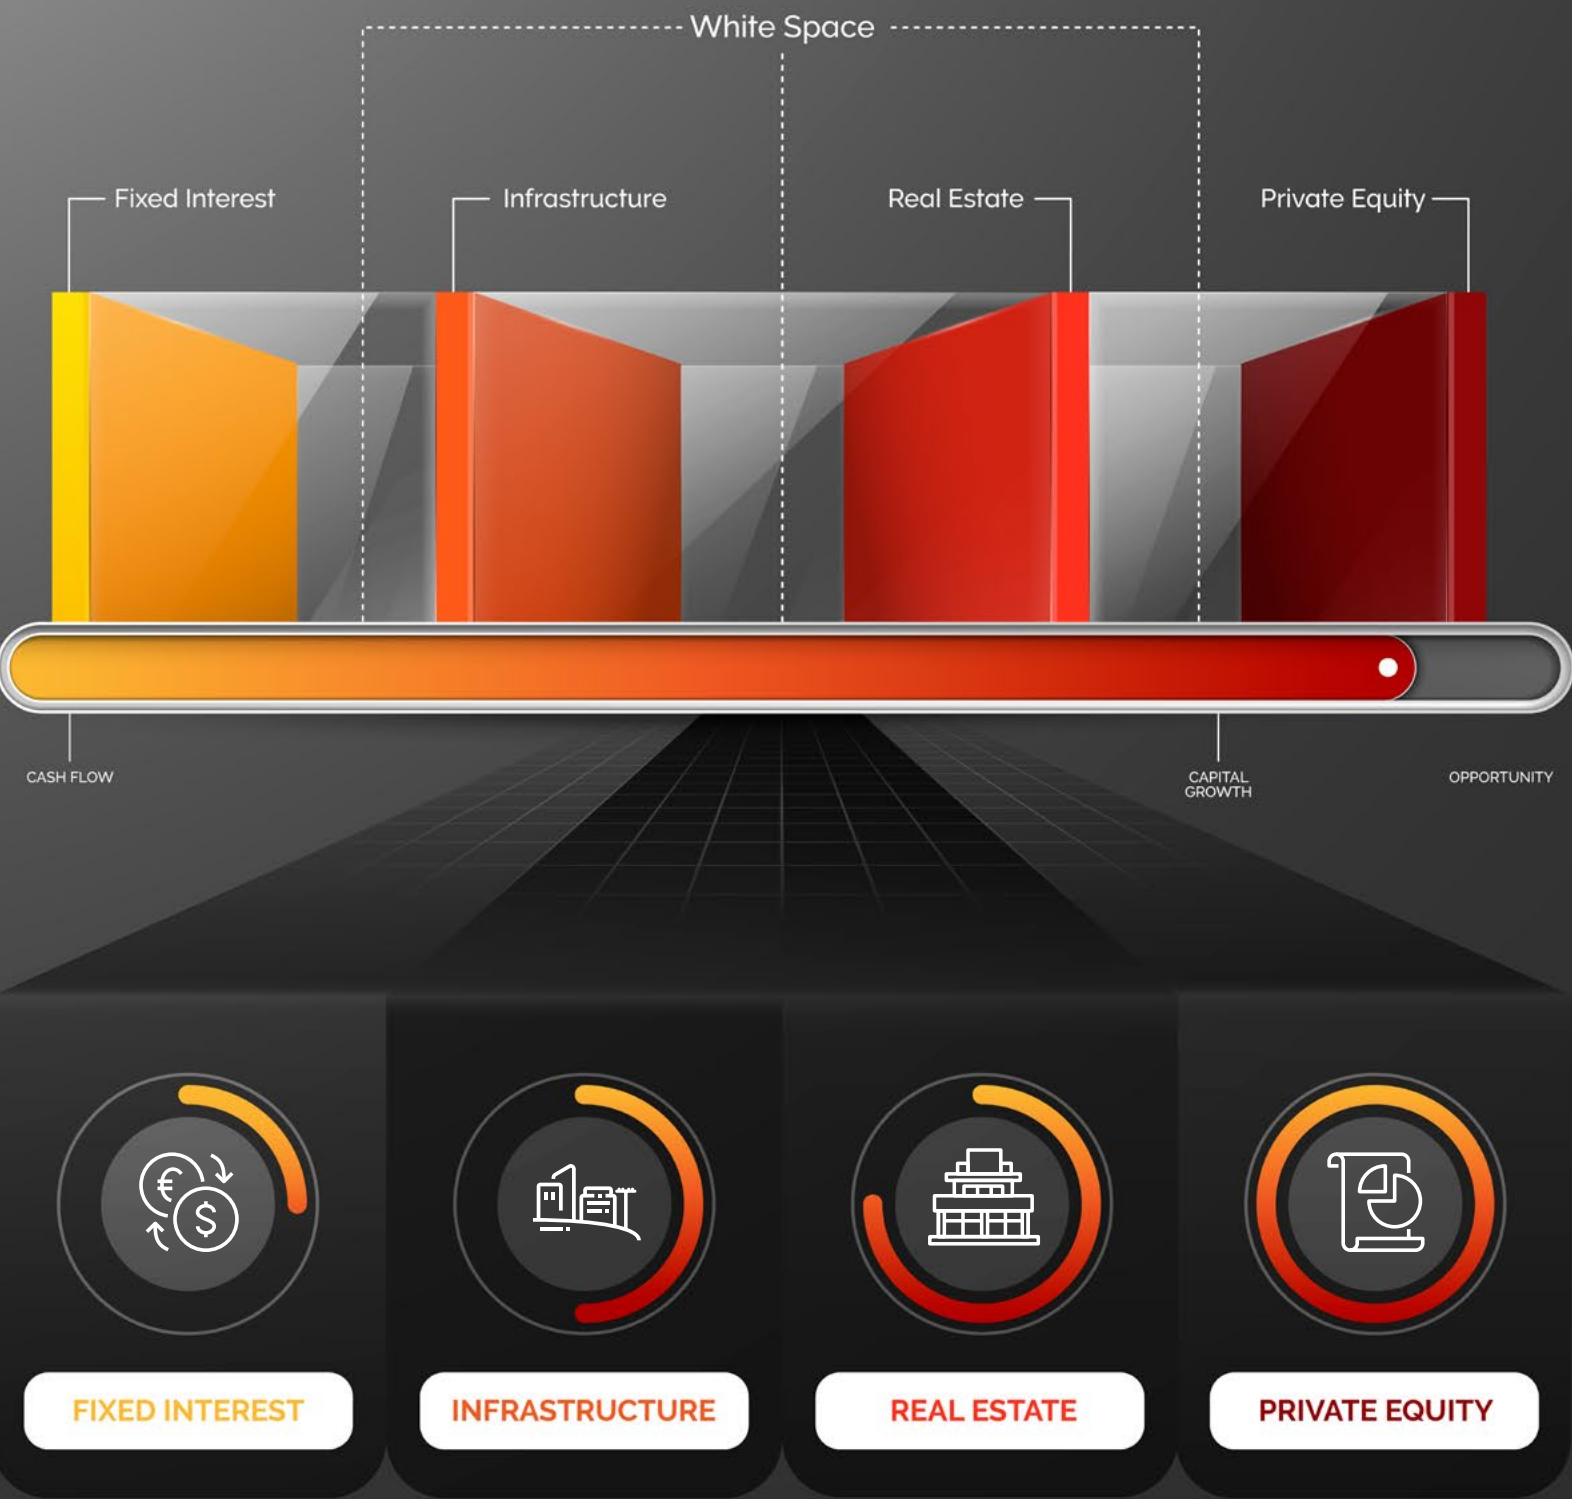 White Space
Fixed Interest
Infrastructure
Real Estate
Private Equity
CASH FLOW
CAPITAL
GROWTH
OPPORTUNITY
€
$
FIXED INTEREST
INFRASTRUCTURE
REAL ESTATE
PRIVATE EQUITY